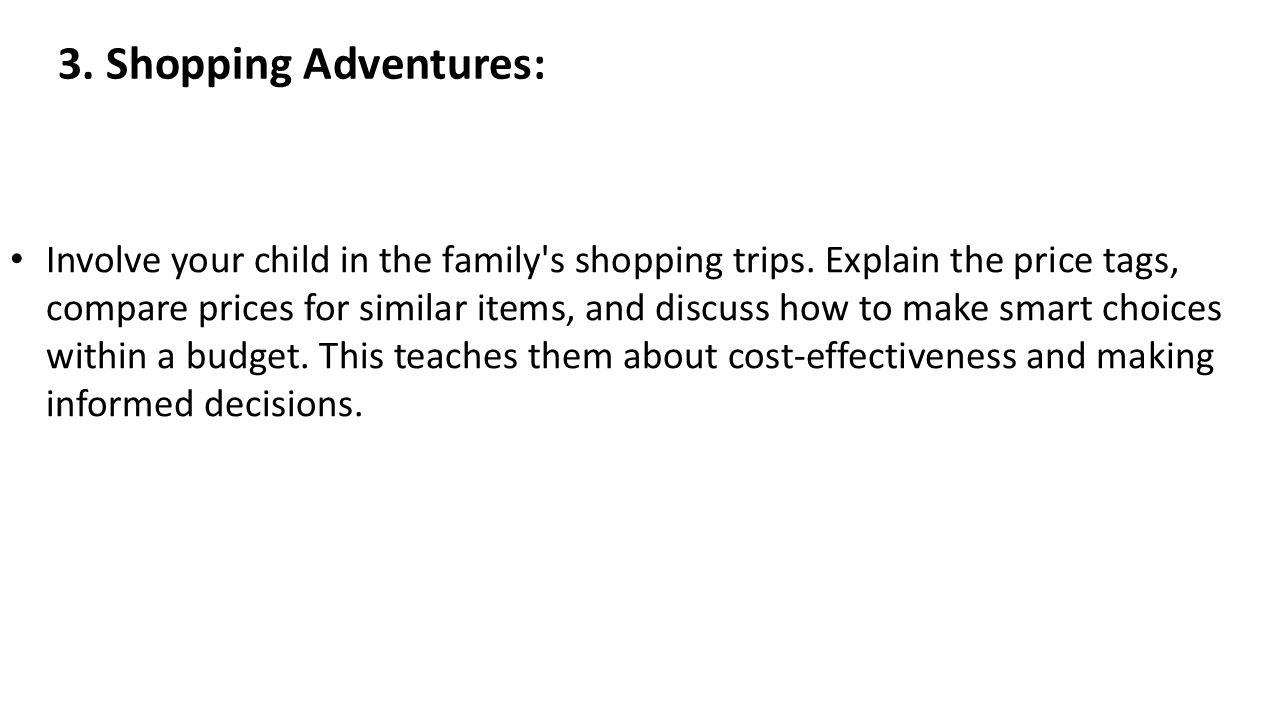 3. Shopping Adventures:
• Involve your child in the family's shopping trips. Explain the price tags,
compare prices for similar items, and discuss how to make smart choices
within a budget. This teaches them about cost-effectiveness and making
informed decisions.